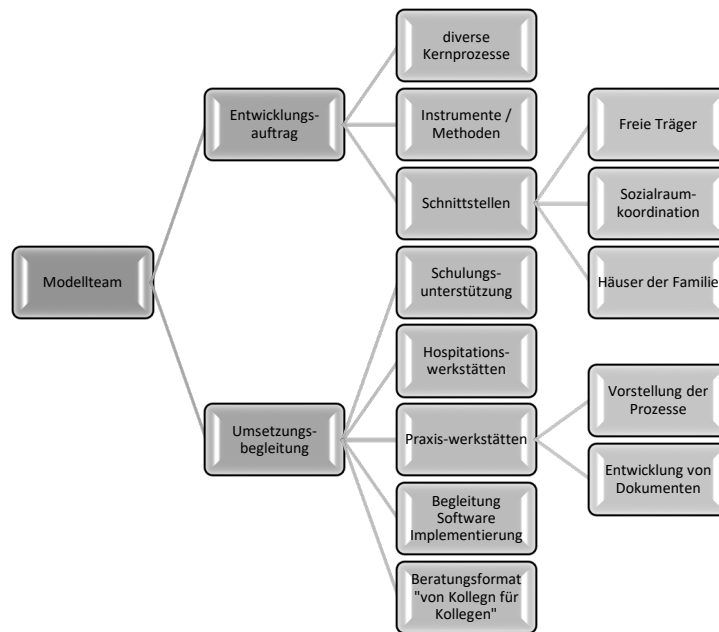 Modellteam
Entwicklungs-
auftrag
diverse
Kernprozesse
Instrumente /
Methoden
Schnittstellen
Freie Träger
Sozialraum-
koordination
Häuser der Familie
Umsetzungs-
begleitung
Schulungs-
unterstützung
Hospitations-
werkstätten
Praxis-werkstätten
Vorstellung der
Prozesse
Entwicklung von
Dokumenten
Begleitung
Software
Implementierung
Beratungsformat
"von Kollegn für
Kollegen"